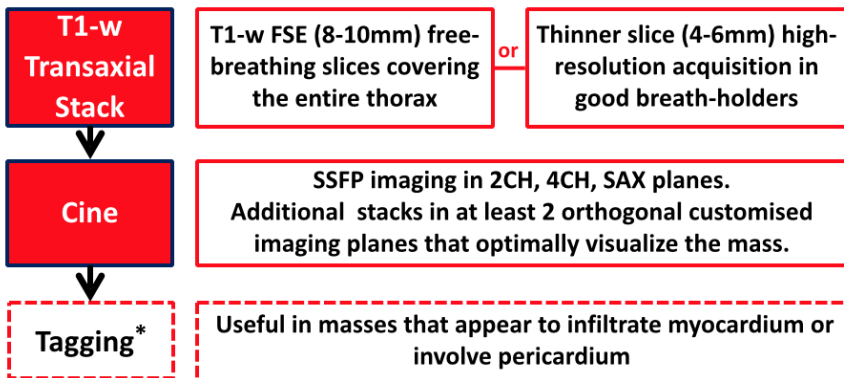 T1-w
Transaxial
Stack
T1-w FSE (8-10mm) free-
breathing slices covering
the entire thorax
or
Thinner slice (4-6mm) high-
resolution acquisition in
good breath-holders
Cine
SSFP imaging in 2CH, 4CH, SAX planes.
Additional stacks in at least 2 orthogonal customised
imaging planes that optimally visualize the mass.
Tagging*
Useful in masses that appear to infiltrate myocardium or
involve pericardium